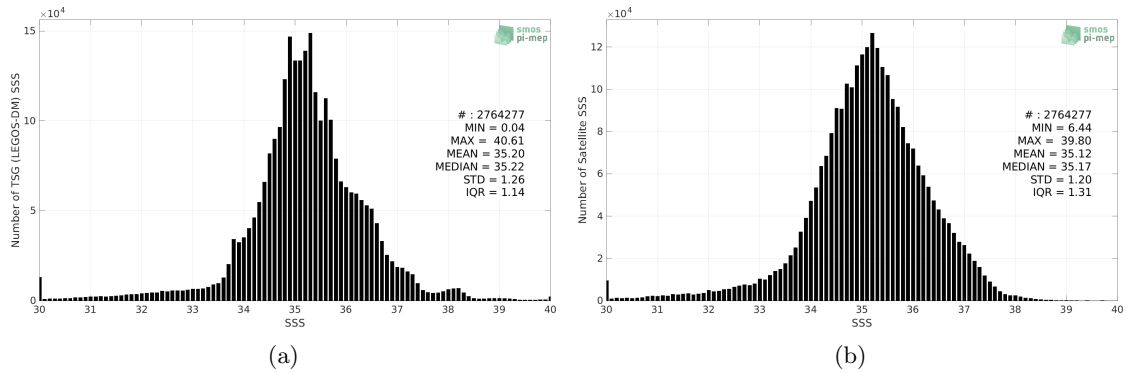 ×10⁴
15
10
5
0
Number of TSG (LEGOS-DM) SSS
smos
pi-mep
# : 2764277
MIN = 0.04
MAX = 40.61
MEAN = 35.20
MEDIAN = 35.22
STD = 1.26
IQR = 1.14
30 31 32 33 34 35 36 37 38 39 40
SSS
(a)
×10⁴
12
10
8
6
4
2
0
Number of Satellite SSS
smos
pi-mep
# : 2764277
MIN = 6.44
MAX = 39.80
MEAN = 35.12
MEDIAN = 35.17
STD = 1.20
IQR = 1.31
30 31 32 33 34 35 36 37 38 39 40
SSS
(b)